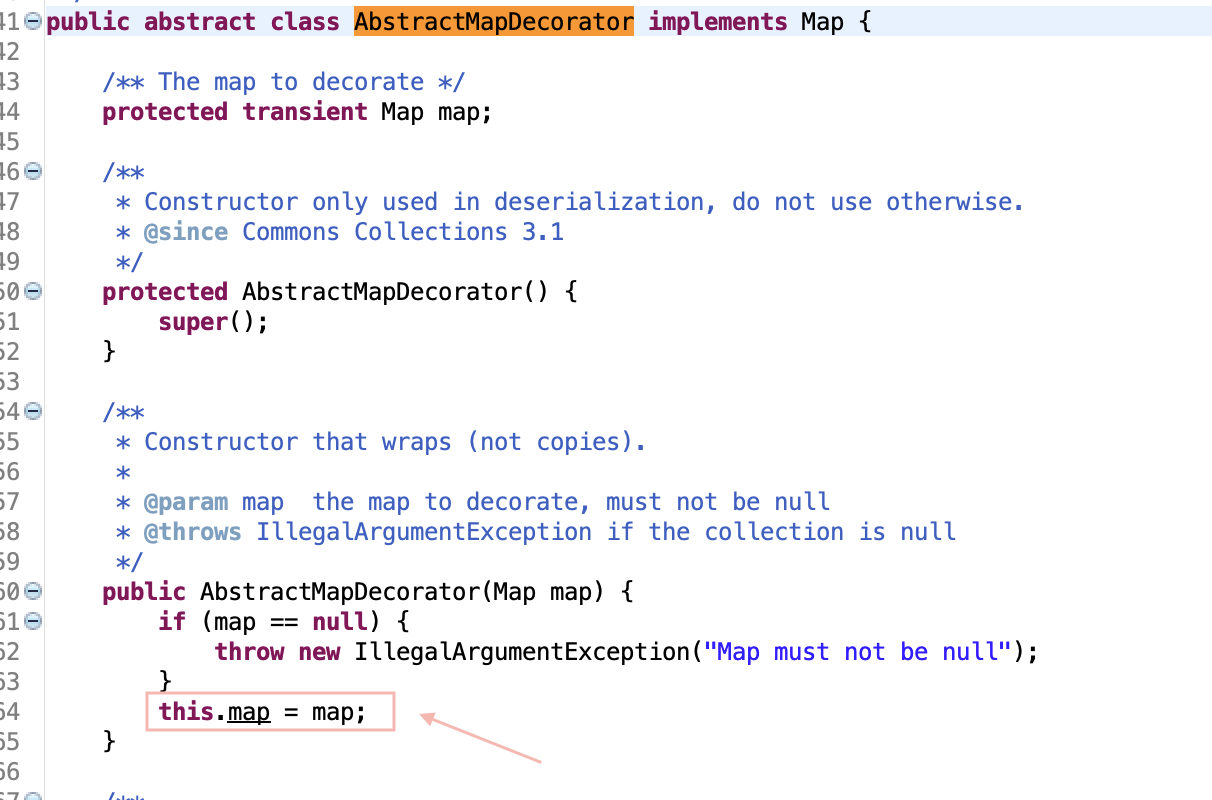 41 public abstract class AbstractMapDecorator implements Map {
42
43 /** The map to decorate */
44 protected transient Map map;
45
46 /**
47 * Constructor only used in deserialization, do not use otherwise.
48 * @since Commons Collections 3.1
49 */
50 protected AbstractMapDecorator() {
51 super();
52 }
53
54 /**
55 * Constructor that wraps (not copies).
56 *
57 * @param map  the map to decorate, must not be null
58 * @throws IllegalArgumentException if the collection is null
59 */
60 public AbstractMapDecorator(Map map) {
61 if (map == null) {
62 throw new IllegalArgumentException("Map must not be null");
63 }
64 this.map = map;
65 }
66
67 /**